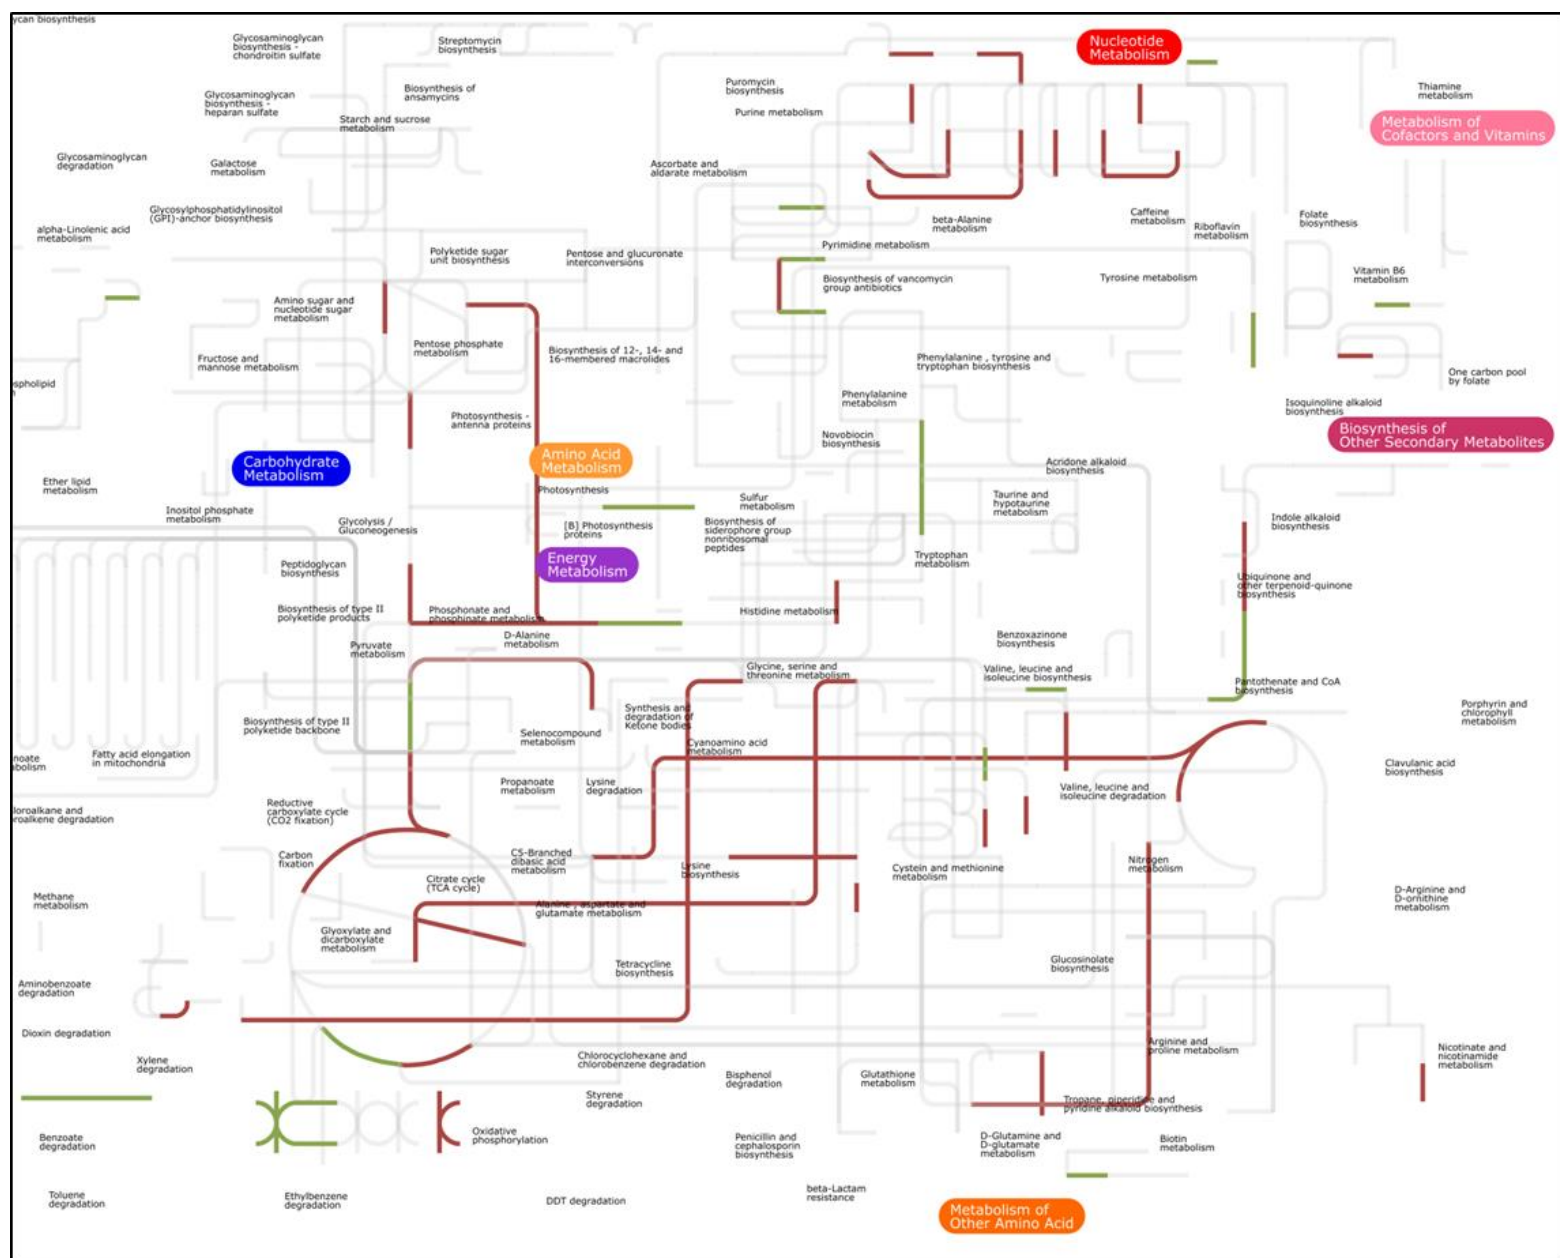 ycan biosynthesis
Glycosaminoglycan
biosynthesis -
chondroitin sulfate
Streptomycin
biosynthesis
Nucleotide
Metabolism
Glycosaminoglycan
biosynthesis -
heparan sulfate
Biosynthesis of
ansamycins
Puromycin
biosynthesis
Thiamine
metabolism
Starch and sucrose
metabolism
Purine metabolism
Metabolism of
Cofactors and Vitamins
Glycosaminoglycan
degradation
Galactose
metabolism
Ascorbate and
aldarate metabolism
Glycosylphosphatidylinositol
(GPI)-anchor biosynthesis
beta-Alanine
metabolism
Caffeine
metabolism
Riboflavin
metabolism
Folate
biosynthesis
alpha-Linolenic acid
metabolism
Polyketide sugar
unit biosynthesis
Pentose and glucuronate
interconversions
Pyrimidine metabolism
Biosynthesis of vancomycin
group antibiotics
Tyrosine metabolism
Vitamin B6
metabolism
Amino sugar and
nucleotide sugar
metabolism
Pentose phosphate
metabolism
Biosynthesis of 12-, 14- and
16-membered macrolides
Fructose and
mannose metabolism
Phenylalanine , tyrosine and
tryptophan biosynthesis
One carbon pool
by folate
spholipid
Phenylalanine
metabolism
Isoquinoline alkaloid
biosynthesis
Photosynthesis -
antenna proteins
Novobiocin
biosynthesis
Biosynthesis of
Other Secondary Metabolites
Carbohydrate
Metabolism
Amino Acid
Metabolism
Acridone alkaloid
biosynthesis
Ether lipid
metabolism
Photosynthesis
Sulfur
metabolism
Taurine and
hypotaurine
metabolism
Inositol phosphate
metabolism
Glycolysis /
Gluconeogenesis
[B] Photosynthesis
proteins
Biosynthesis of
siderophore group
nonribosomal
peptides
Indole alkaloid
biosynthesis
Peptidoglycan
biosynthesis
Energy
Metabolism
Tryptophan
metabolism
Ubiquinone and
other terpenoid-quinone
biosynthesis
Biosynthesis of type II
polyketide products
Phosphonate and
phosphinate metabolism
Histidine metabolism
Pyruvate
metabolism
D-Alanine
metabolism
Benzoxazinone
biosynthesis
Glycine, serine and
threonine metabolism
Valine, leucine and
isoleucine biosynthesis
Pantothenate and CoA
biosynthesis
Biosynthesis of type II
polyketide backbone
Selenocompound
metabolism
Synthesis and
degradation of
Ketone bodies
Porphyrin and
chlorophyll
metabolism
noate
bolism
Fatty acid elongation
in mitochondria
Cyanoamino acid
metabolism
Clavulanic acid
biosynthesis
Propanoate
metabolism
Lysine
degradation
Valine, leucine and
isoleucine degradation
loroalkane and
roalkene degradation
Reductive
carboxylate cycle
(CO2 fixation)
Carbon
fixation
C5-Branched
dibasic acid
metabolism
Lysine
biosynthesis
Cystein and methionine
metabolism
Nitrogen
metabolism
Citrate cycle
(TCA cycle)
Methane
metabolism
Alanine , aspartate and
glutamate metabolism
D-Arginine and
D-ornithine
metabolism
Glyoxylate and
dicarboxylate
metabolism
Tetracycline
biosynthesis
Glucosinolate
biosynthesis
Aminobenzoate
degradation
Dioxin degradation
Arginine and
proline metabolism
Nicotinate and
nicotinamide
metabolism
Xylene
degradation
Chlorocyclohexane and
chlorobenzene degradation
Bisphenol
degradation
Glutathione
metabolism
Styrene
degradation
Tropane, piperidine and
pyridine alkaloid biosynthesis
Benzoate
degradation
Oxidative
phosphorylation
Penicillin and
cephalosporin
biosynthesis
D-Glutamine and
D-glutamate
metabolism
Biotin
metabolism
Toluene
degradation
Ethylbenzene
degradation
DDT degradation
beta-Lactam
resistance
Metabolism of
Other Amino Acid